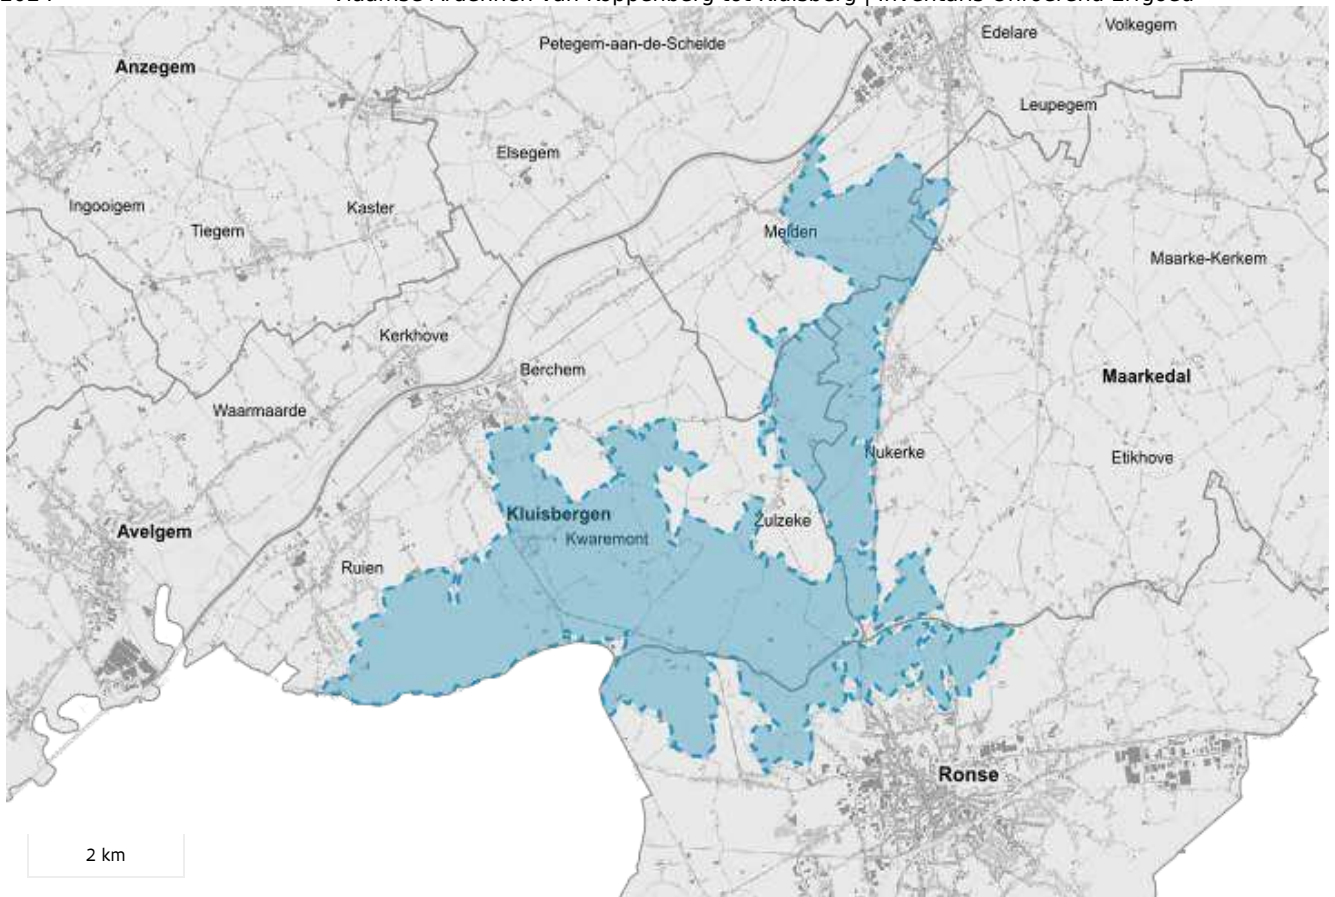 Vlaamse Ardennen van Koppenberg tot Kluisberg | Inventaris Onroerend Erfgoed
Volkegem
Edelare
Petegem-aan-de-Schelde
Anzegem
Leupegem
Elsegem
Ingooigem
Kaster
Tiegem
Melden
Maarke-Kerkem
Kerkhove
Berchem
Maarkedal
Waarmaarde
Nukerke
Etikhove
Kluisbergen
Zulzeke
Avelgem
Kwaremont
Ruien
Ronse
2 km